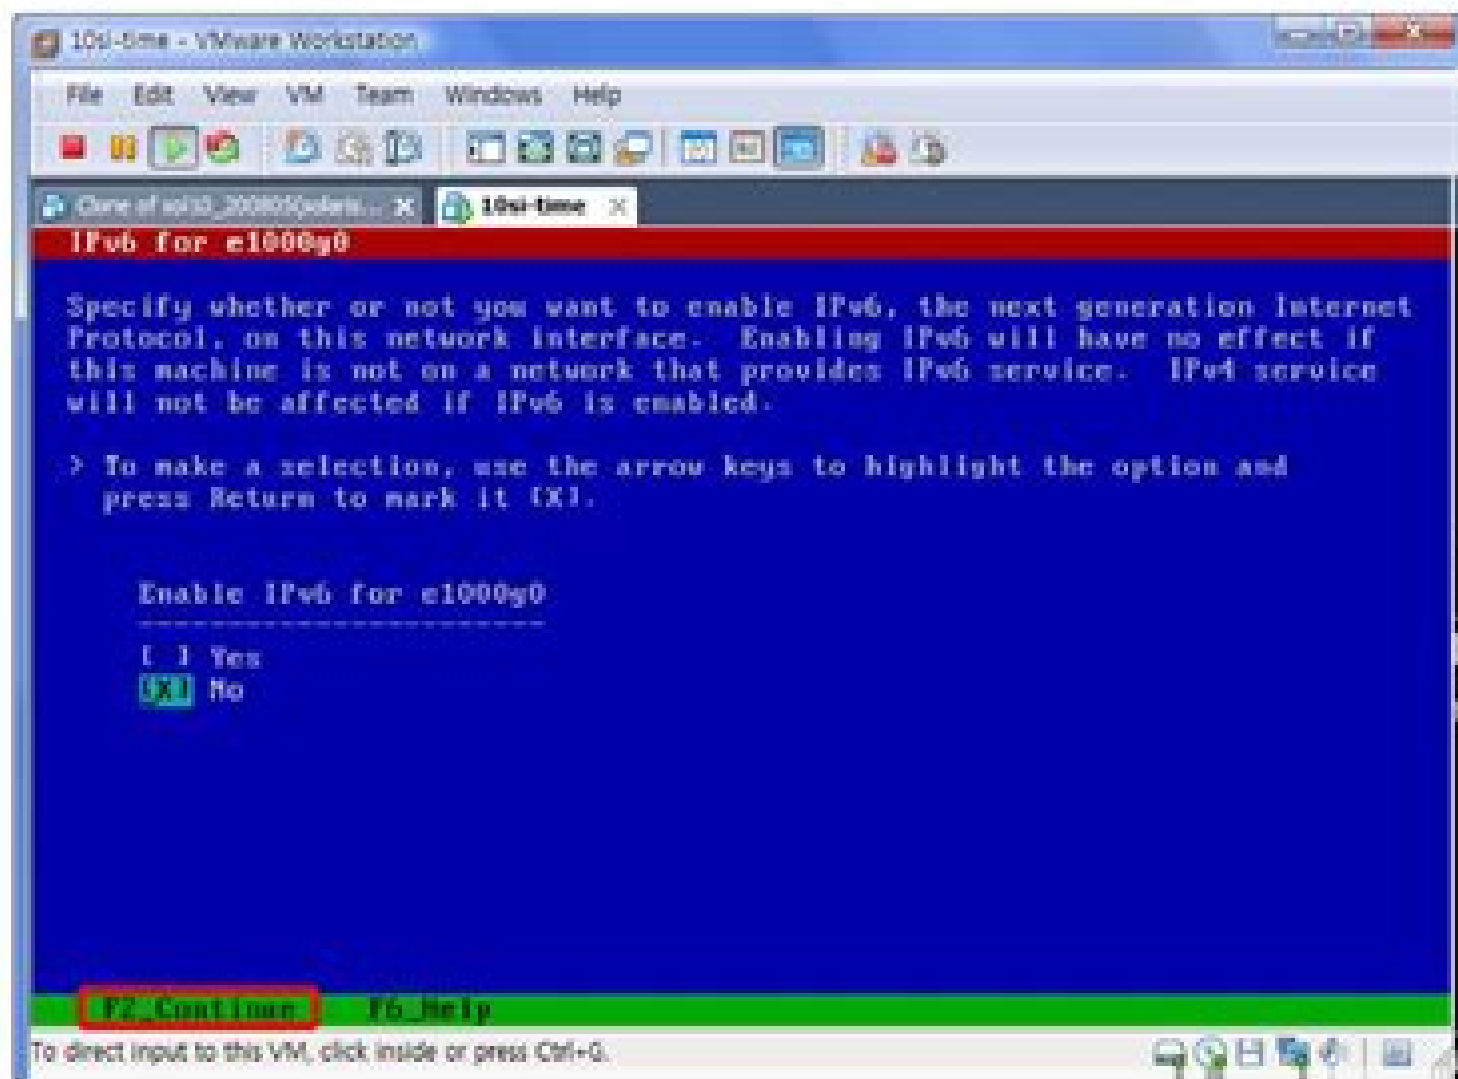 10si-time - VMware Workstation
File Edit View VM Team Windows Help
Clone of sol10_200805(solaris... 10si-time
IPv6 for e1000g0
Specify whether or not you want to enable IPv6, the next generation Internet
Protocol, on this network interface. Enabling IPv6 will have no effect if
this machine is not on a network that provides IPv6 service. IPv4 service
will not be affected if IPv6 is enabled.
> To make a selection, use the arrow keys to highlight the option and
press Return to mark it [X].
Enable IPv6 for e1000g0
-----------------------
[ ] Yes
[X] No
F2_Continue F6_Help
To direct input to this VM, click inside or press Ctrl+G.